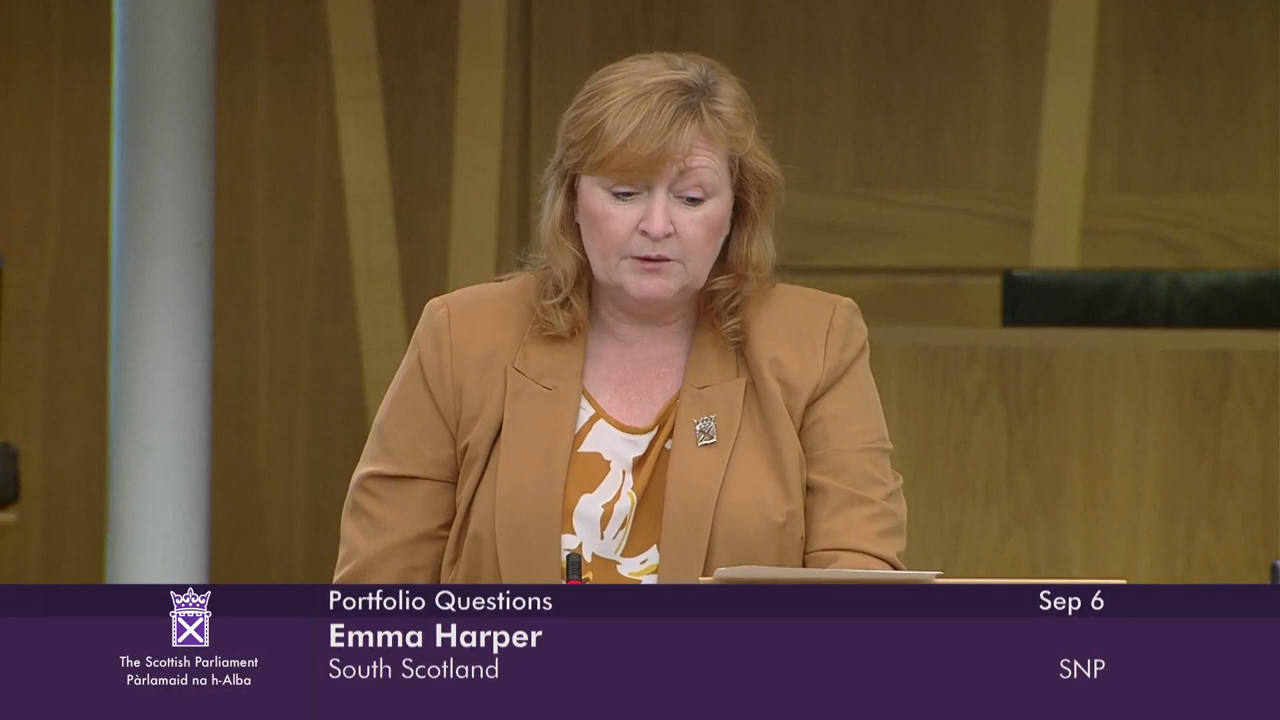 Portfolio Questions
Sep 6
Emma Harper
South Scotland
SNP
The Scottish Parliament
Pàrlamaid na h-Alba